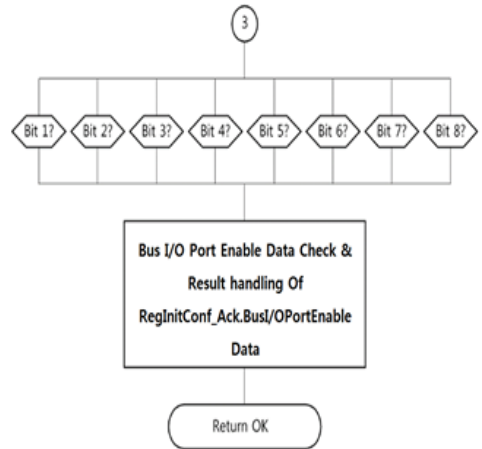 3
Bit 1? Bit 2? Bit 3? Bit 4? Bit 5? Bit 6? Bit 7? Bit 8?
Bus I/O Port Enable Data Check &
Result handling Of
RegInitConf_Ack.BusI/OPortEnable
Data
Return OK